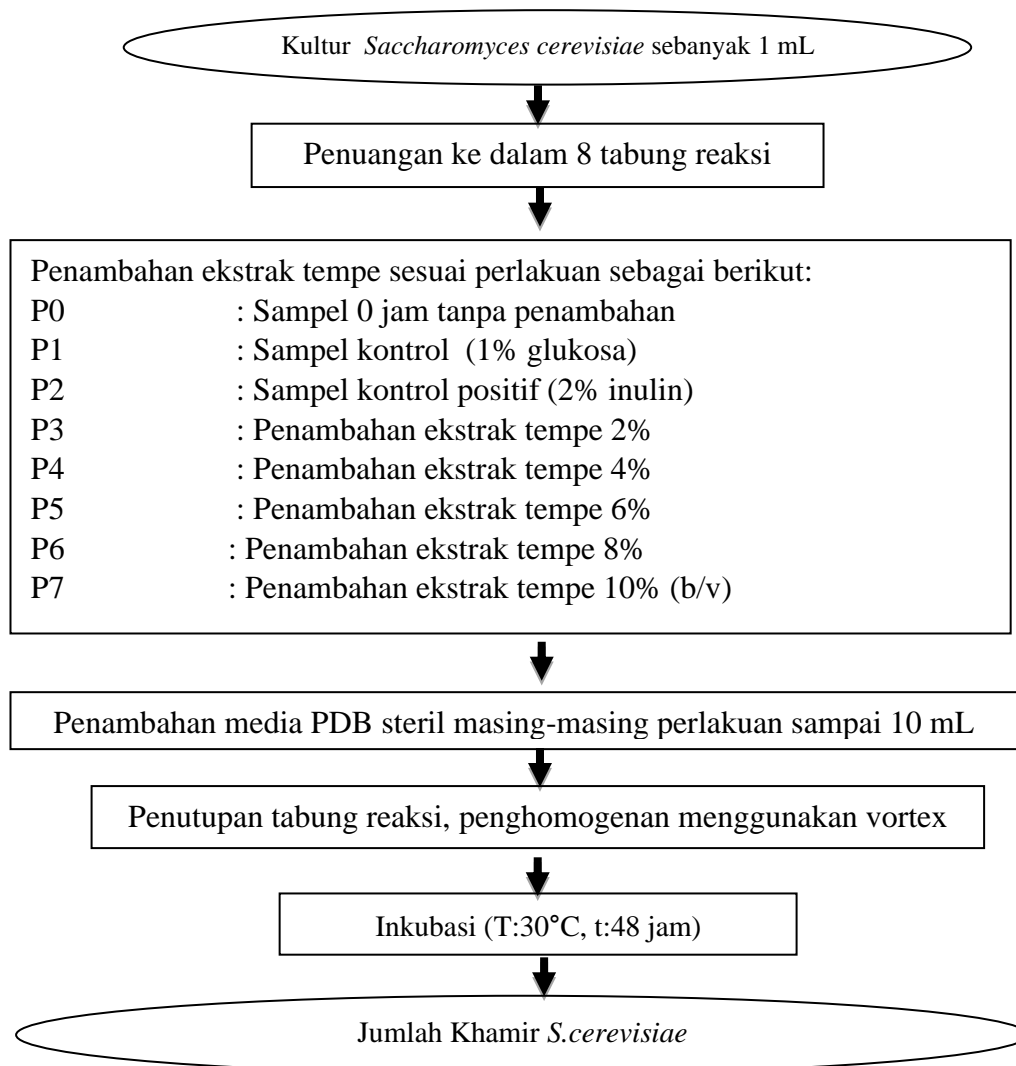 Kultur Saccharomyces cerevisiae sebanyak 1 mL
Penuangan ke dalam 8 tabung reaksi
Penambahan ekstrak tempe sesuai perlakuan sebagai berikut:
P0 : Sampel 0 jam tanpa penambahan
P1 : Sampel kontrol (1% glukosa)
P2 : Sampel kontrol positif (2% inulin)
P3 : Penambahan ekstrak tempe 2%
P4 : Penambahan ekstrak tempe 4%
P5 : Penambahan ekstrak tempe 6%
P6 : Penambahan ekstrak tempe 8%
P7 : Penambahan ekstrak tempe 10% (b/v)
Penambahan media PDB steril masing-masing perlakuan sampai 10 mL
Penutupan tabung reaksi, penghomogenan menggunakan vortex
Inkubasi (T:30°C, t:48 jam)
Jumlah Khamir S.cerevisiae